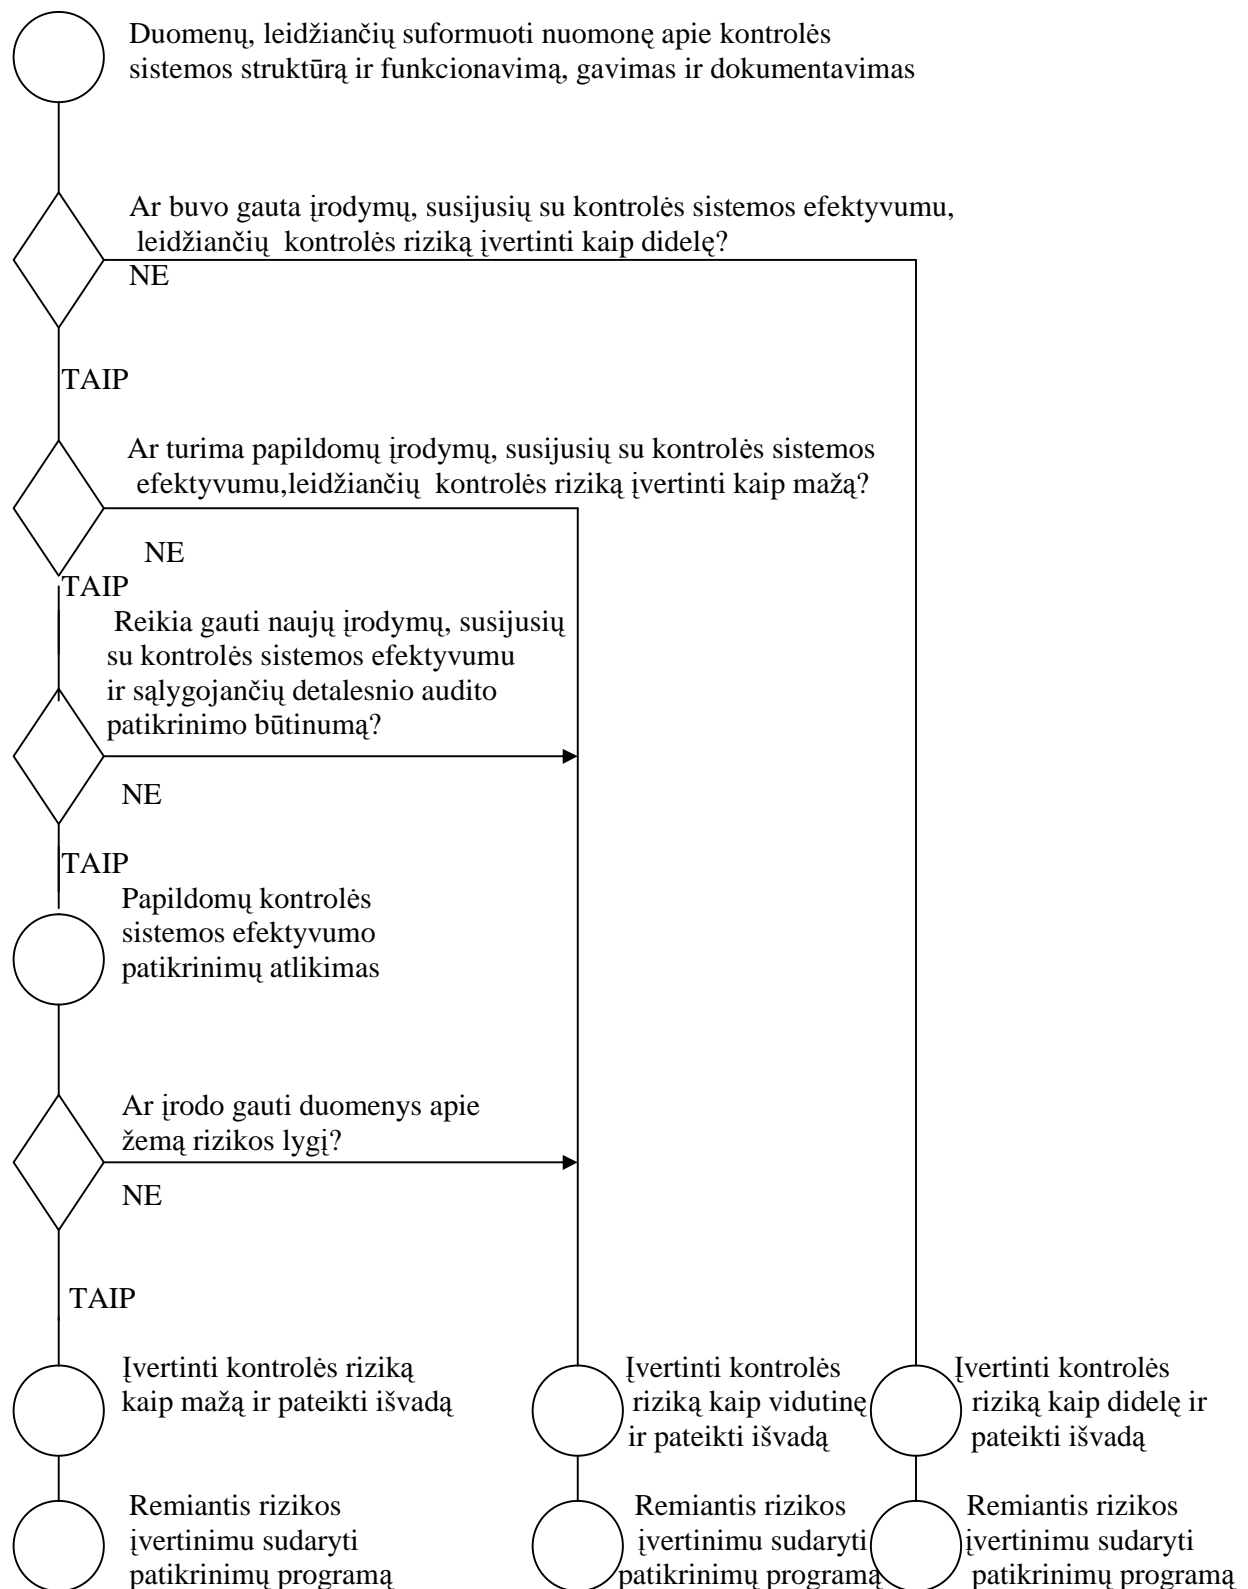 Duomenų, leidžiančių suformuoti nuomonę apie kontrolės
sistemos struktūrą ir funkcionavimą, gavimas ir dokumentavimas
Ar buvo gauta įrodymų, susijusių su kontrolės sistemos efektyvumu,
leidžiančių kontrolės riziką įvertinti kaip didelę?
NE
TAIP
Ar turima papildomų įrodymų, susijusių su kontrolės sistemos
efektyvumu,leidžiančių kontrolės riziką įvertinti kaip mažą?
NE
TAIP
Reikia gauti naujų įrodymų, susijusių
su kontrolės sistemos efektyvumu
ir sąlygojančių detalesnio audito
patikrinimo būtinumą?
NE
TAIP
Papildomų kontrolės
sistemos efektyvumo
patikrinimų atlikimas
Ar įrodo gauti duomenys apie
žemą rizikos lygį?
NE
TAIP
Įvertinti kontrolės riziką
kaip mažą ir pateikti išvadą
Įvertinti kontrolės
riziką kaip vidutinę
ir pateikti išvadą
Įvertinti kontrolės
riziką kaip didelę ir
pateikti išvadą
Remiantis rizikos
įvertinimu sudaryti
patikrinimų programą
Remiantis rizikos
įvertinimu sudaryti
patikrinimų programą
Remiantis rizikos
įvertinimu sudaryti
patikrinimų programą